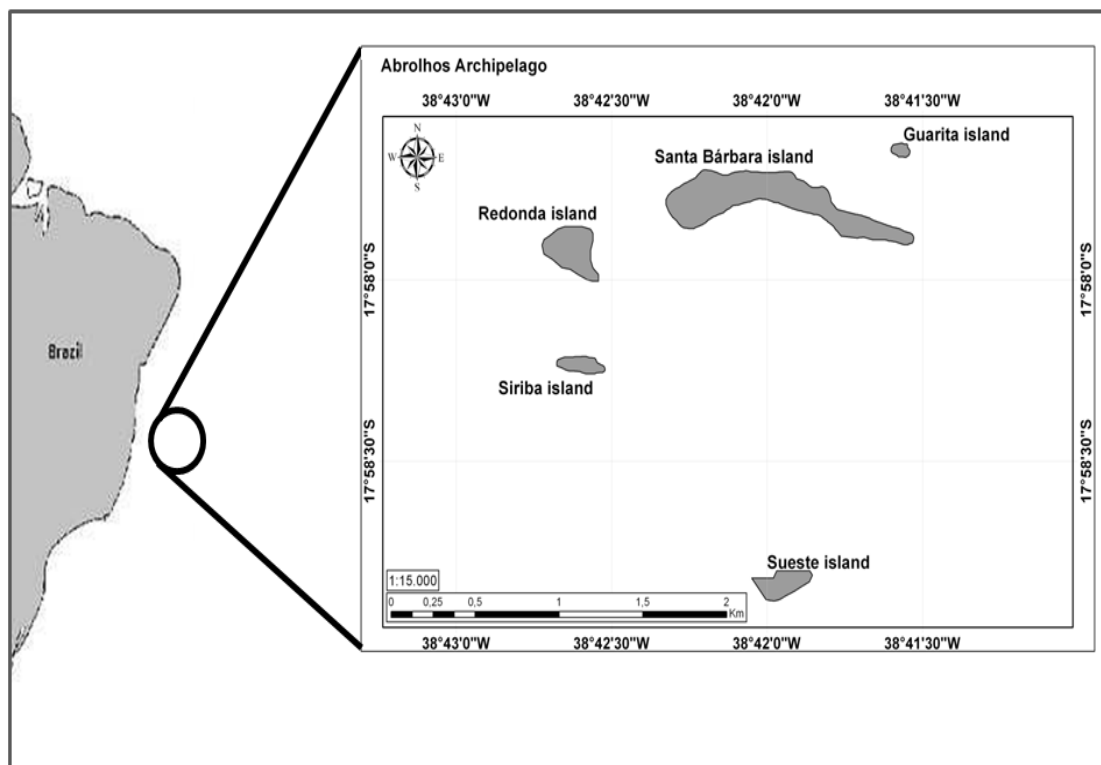 Abrolhos Archipelago
38°43'0"W 38°42'30"W 38°42'0"W 38°41'30"W
N
W E
S
Guarita island
Santa Bárbara island
Redonda island
17°58'0"S 17°58'0"S
Brazil
Siriba island
17°58'30"S 17°58'30"S
Sueste island
1:15.000
0 0,25 0,5 1 1,5 2
Km
38°43'0"W 38°42'30"W 38°42'0"W 38°41'30"W